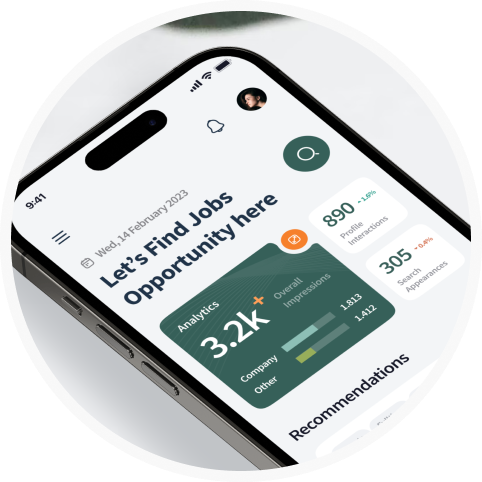 9:41
Wed, 14 February 2023
Let's Find Jobs
Opportunity here
890
1.6%
Profile
Interactions
305
0.4%
Search
Appearances
Analytics
3.2k+
Overall
Impressions
Company
1.813
Other
1.412
Recommendations